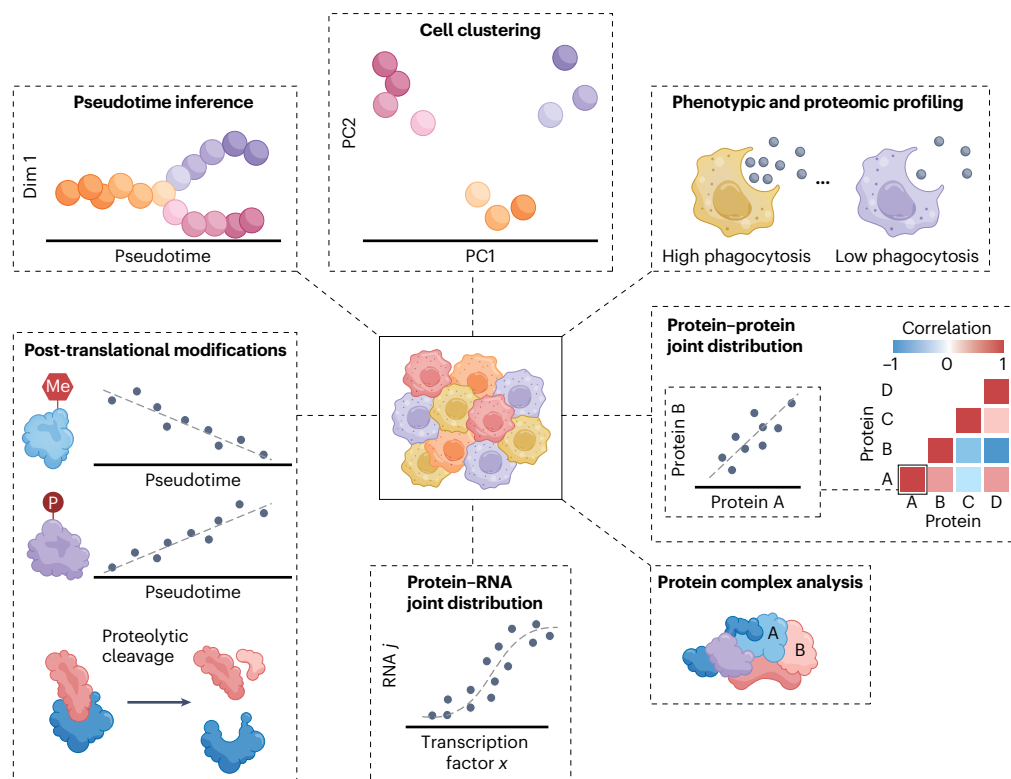 Cell clustering
PC2
PC1
Pseudotime inference
Dim 1
Pseudotime
Phenotypic and proteomic profiling
...
High phagocytosis
Low phagocytosis
Post-translational modifications
Me
Pseudotime
P
Pseudotime
Proteolytic
cleavage
Protein–protein
joint distribution
Protein B
Protein A
Correlation
–1 0 1
Protein
D
C
B
A
A B C D
Protein
Protein–RNA
joint distribution
RNA j
Transcription
factor x
Protein complex analysis
A
B